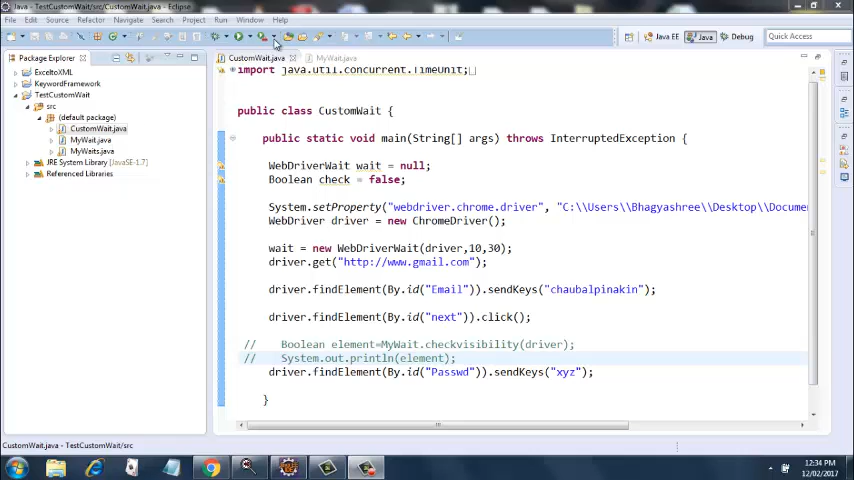 Java - TestCustomWait/src/CustomWait.java - Eclipse
File Edit Source Refactor Navigate Search Project Run Window Help
Quick Access
Java EE Java Debug
Package Explorer
CustomWait.java MyWait.java
ExceltoXML
KeywordFramework
TestCustomWait
src
(default package)
CustomWait.java
MyWait.java
MyWaits.java
JRE System Library [JavaSE-1.7]
Referenced Libraries
import java.util.concurrent.TimeUnit;
public class CustomWait {
public static void main(String[] args) throws InterruptedException {
WebDriverWait wait = null;
Boolean check = false;
System.setProperty("webdriver.chrome.driver", "C:\\Users\\Bhagyashree\\Desktop\\Docume
WebDriver driver = new ChromeDriver();
wait = new WebDriverWait(driver,10,30);
driver.get("http://www.gmail.com");
driver.findElement(By.id("Email")).sendKeys("chaubalpinakin");
driver.findElement(By.id("next")).click();
// Boolean element=MyWait.checkvisibility(driver);
// System.out.println(element);
driver.findElement(By.id("Passwd")).sendKeys("xyz");
}
CustomWait.java - TestCustomWait/src
12:34 PM
12/02/2017